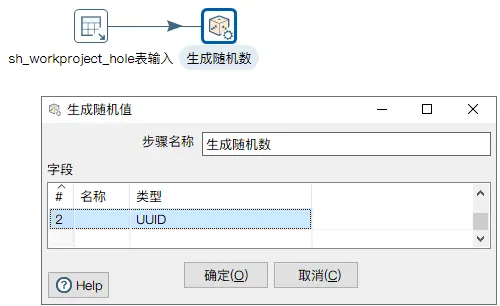 sh_workproject_hole表输入
生成随机数
生成随机值
步骤名称 生成随机数
字段
# 名称 类型
2 UUID
确定(O) 取消(C)
Help